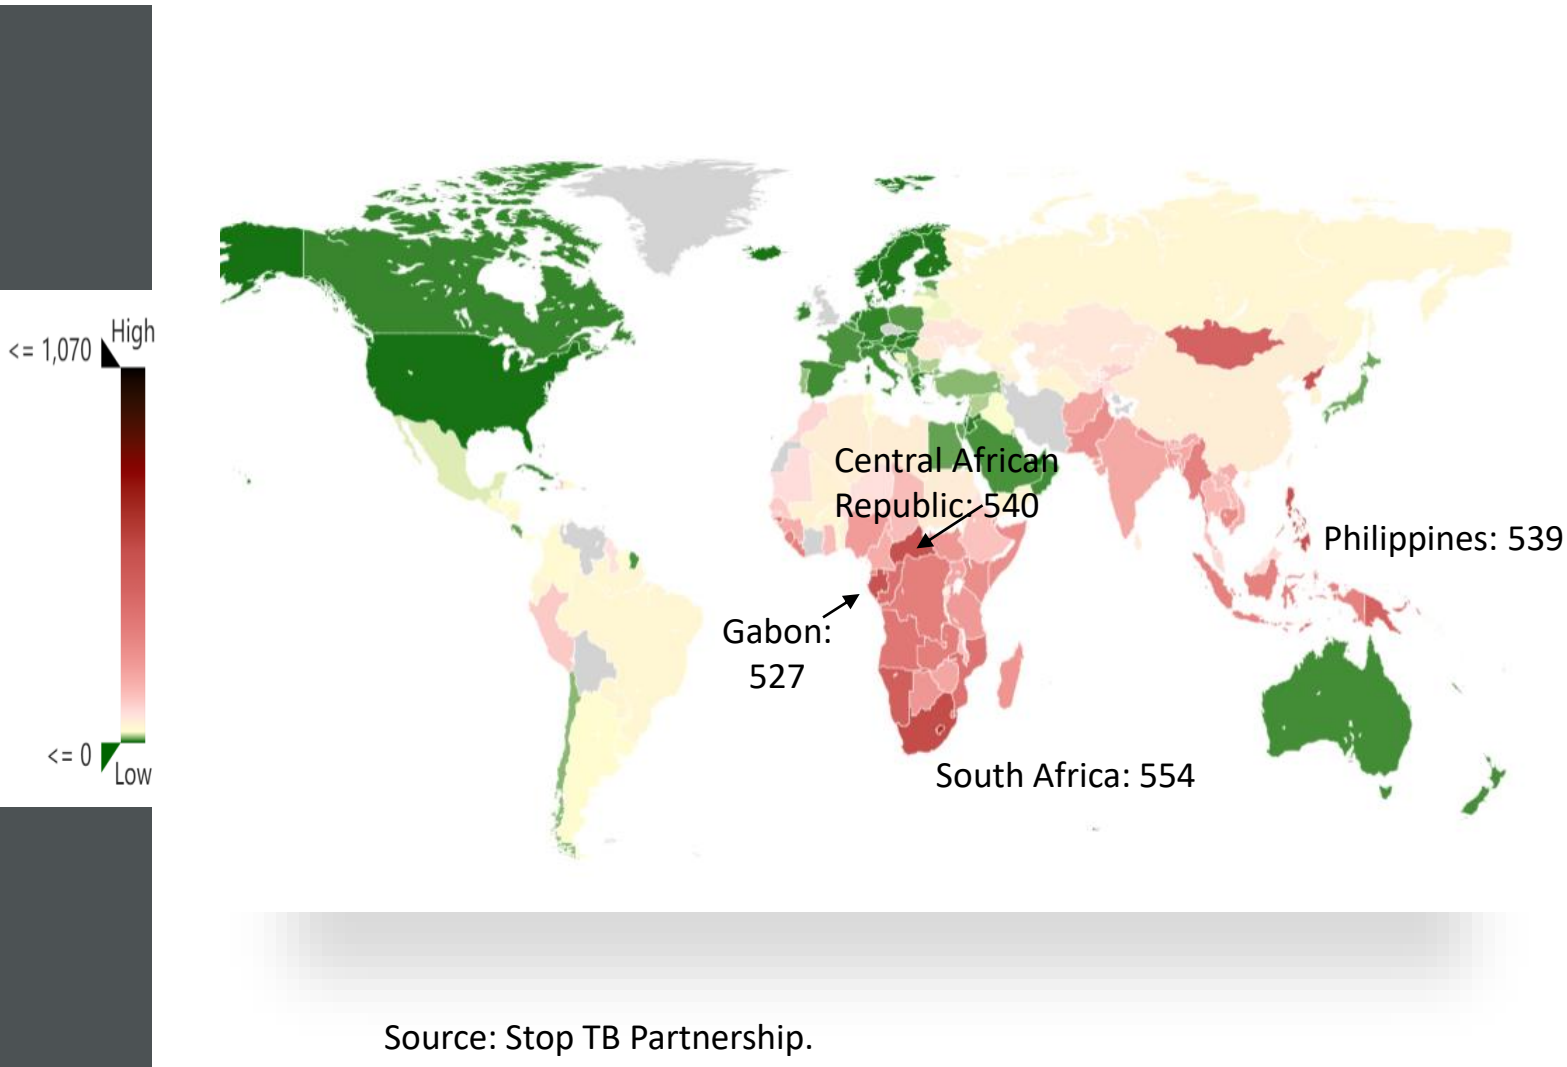 High
<= 1,070
<= 0
Low
Central African
Republic: 540
Philippines: 539
Gabon:
527
South Africa: 554
Source: Stop TB Partnership.